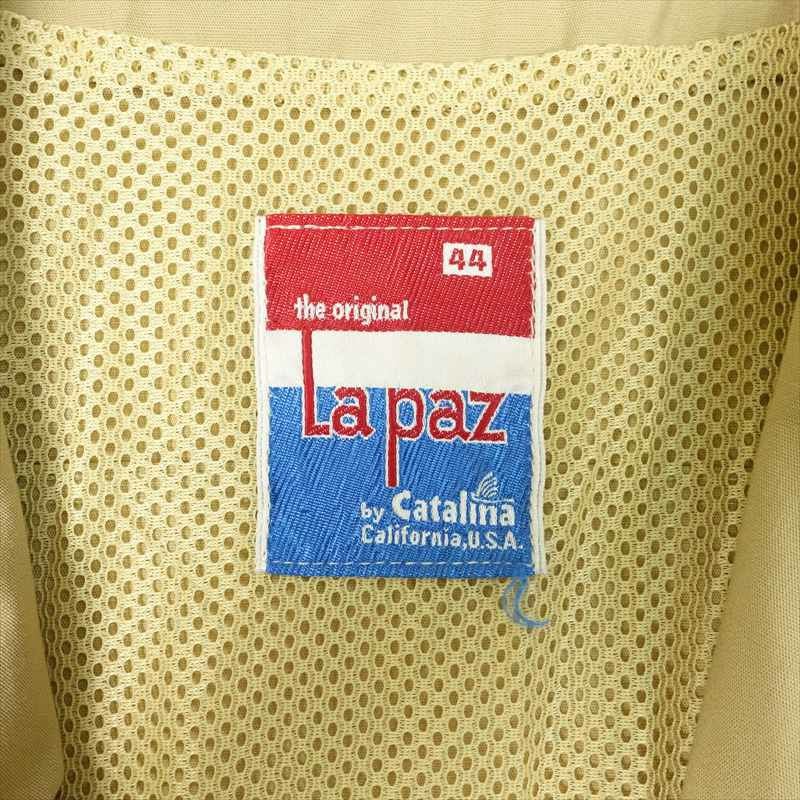 44
the original
La paz
by Catalina
California, U.S.A.